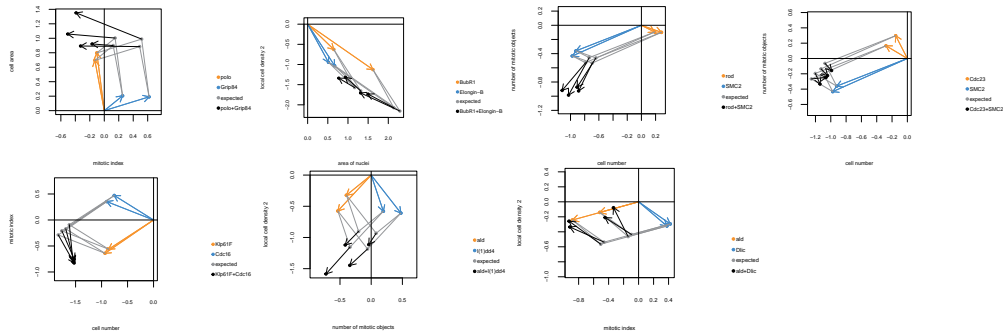 cell area
1.4
1.2
1.0
0.8
0.6
0.4
0.2
0.0
−0.6
−0.4
−0.2
0.0
0.2
0.4
0.6
mitotic index
polo
Grip84
expected
polo+Grip84
local cell density 2
0.0
−0.5
−1.0
−1.5
−2.0
0.0
0.5
1.0
1.5
2.0
area of nuclei
BubR1
Elongin−B
expected
BubR1+Elongin−B
number of mitotic objects
0.0
−0.4
−0.8
−1.2
−1.0
−0.6
−0.2
0.0
0.2
cell number
rod
SMC2
expected
rod+SMC2
number of mitotic objects
0.6
0.4
0.2
0.0
−0.2
−0.4
−0.6
−1.2
−1.0
−0.8
−0.6
−0.4
−0.2
0.0
cell number
Cdc23
SMC2
expected
Cdc23+SMC2
mitotic index
0.5
0.0
−0.5
−1.0
−1.5
−1.0
−0.5
0.0
cell number
Klp61F
Cdc16
expected
Klp61F+Cdc16
local cell density 2
0.0
−0.5
−1.0
−1.5
−0.5
0.0
0.5
number of mitotic objects
ald
l(1)dd4
expected
ald+l(1)dd4
local cell density 2
0.4
0.2
0.0
−0.2
−0.4
−0.6
−1.0
−0.8
−0.4
0.0
0.2
0.4
mitotic index
ald
Dlic
expected
ald+Dlic